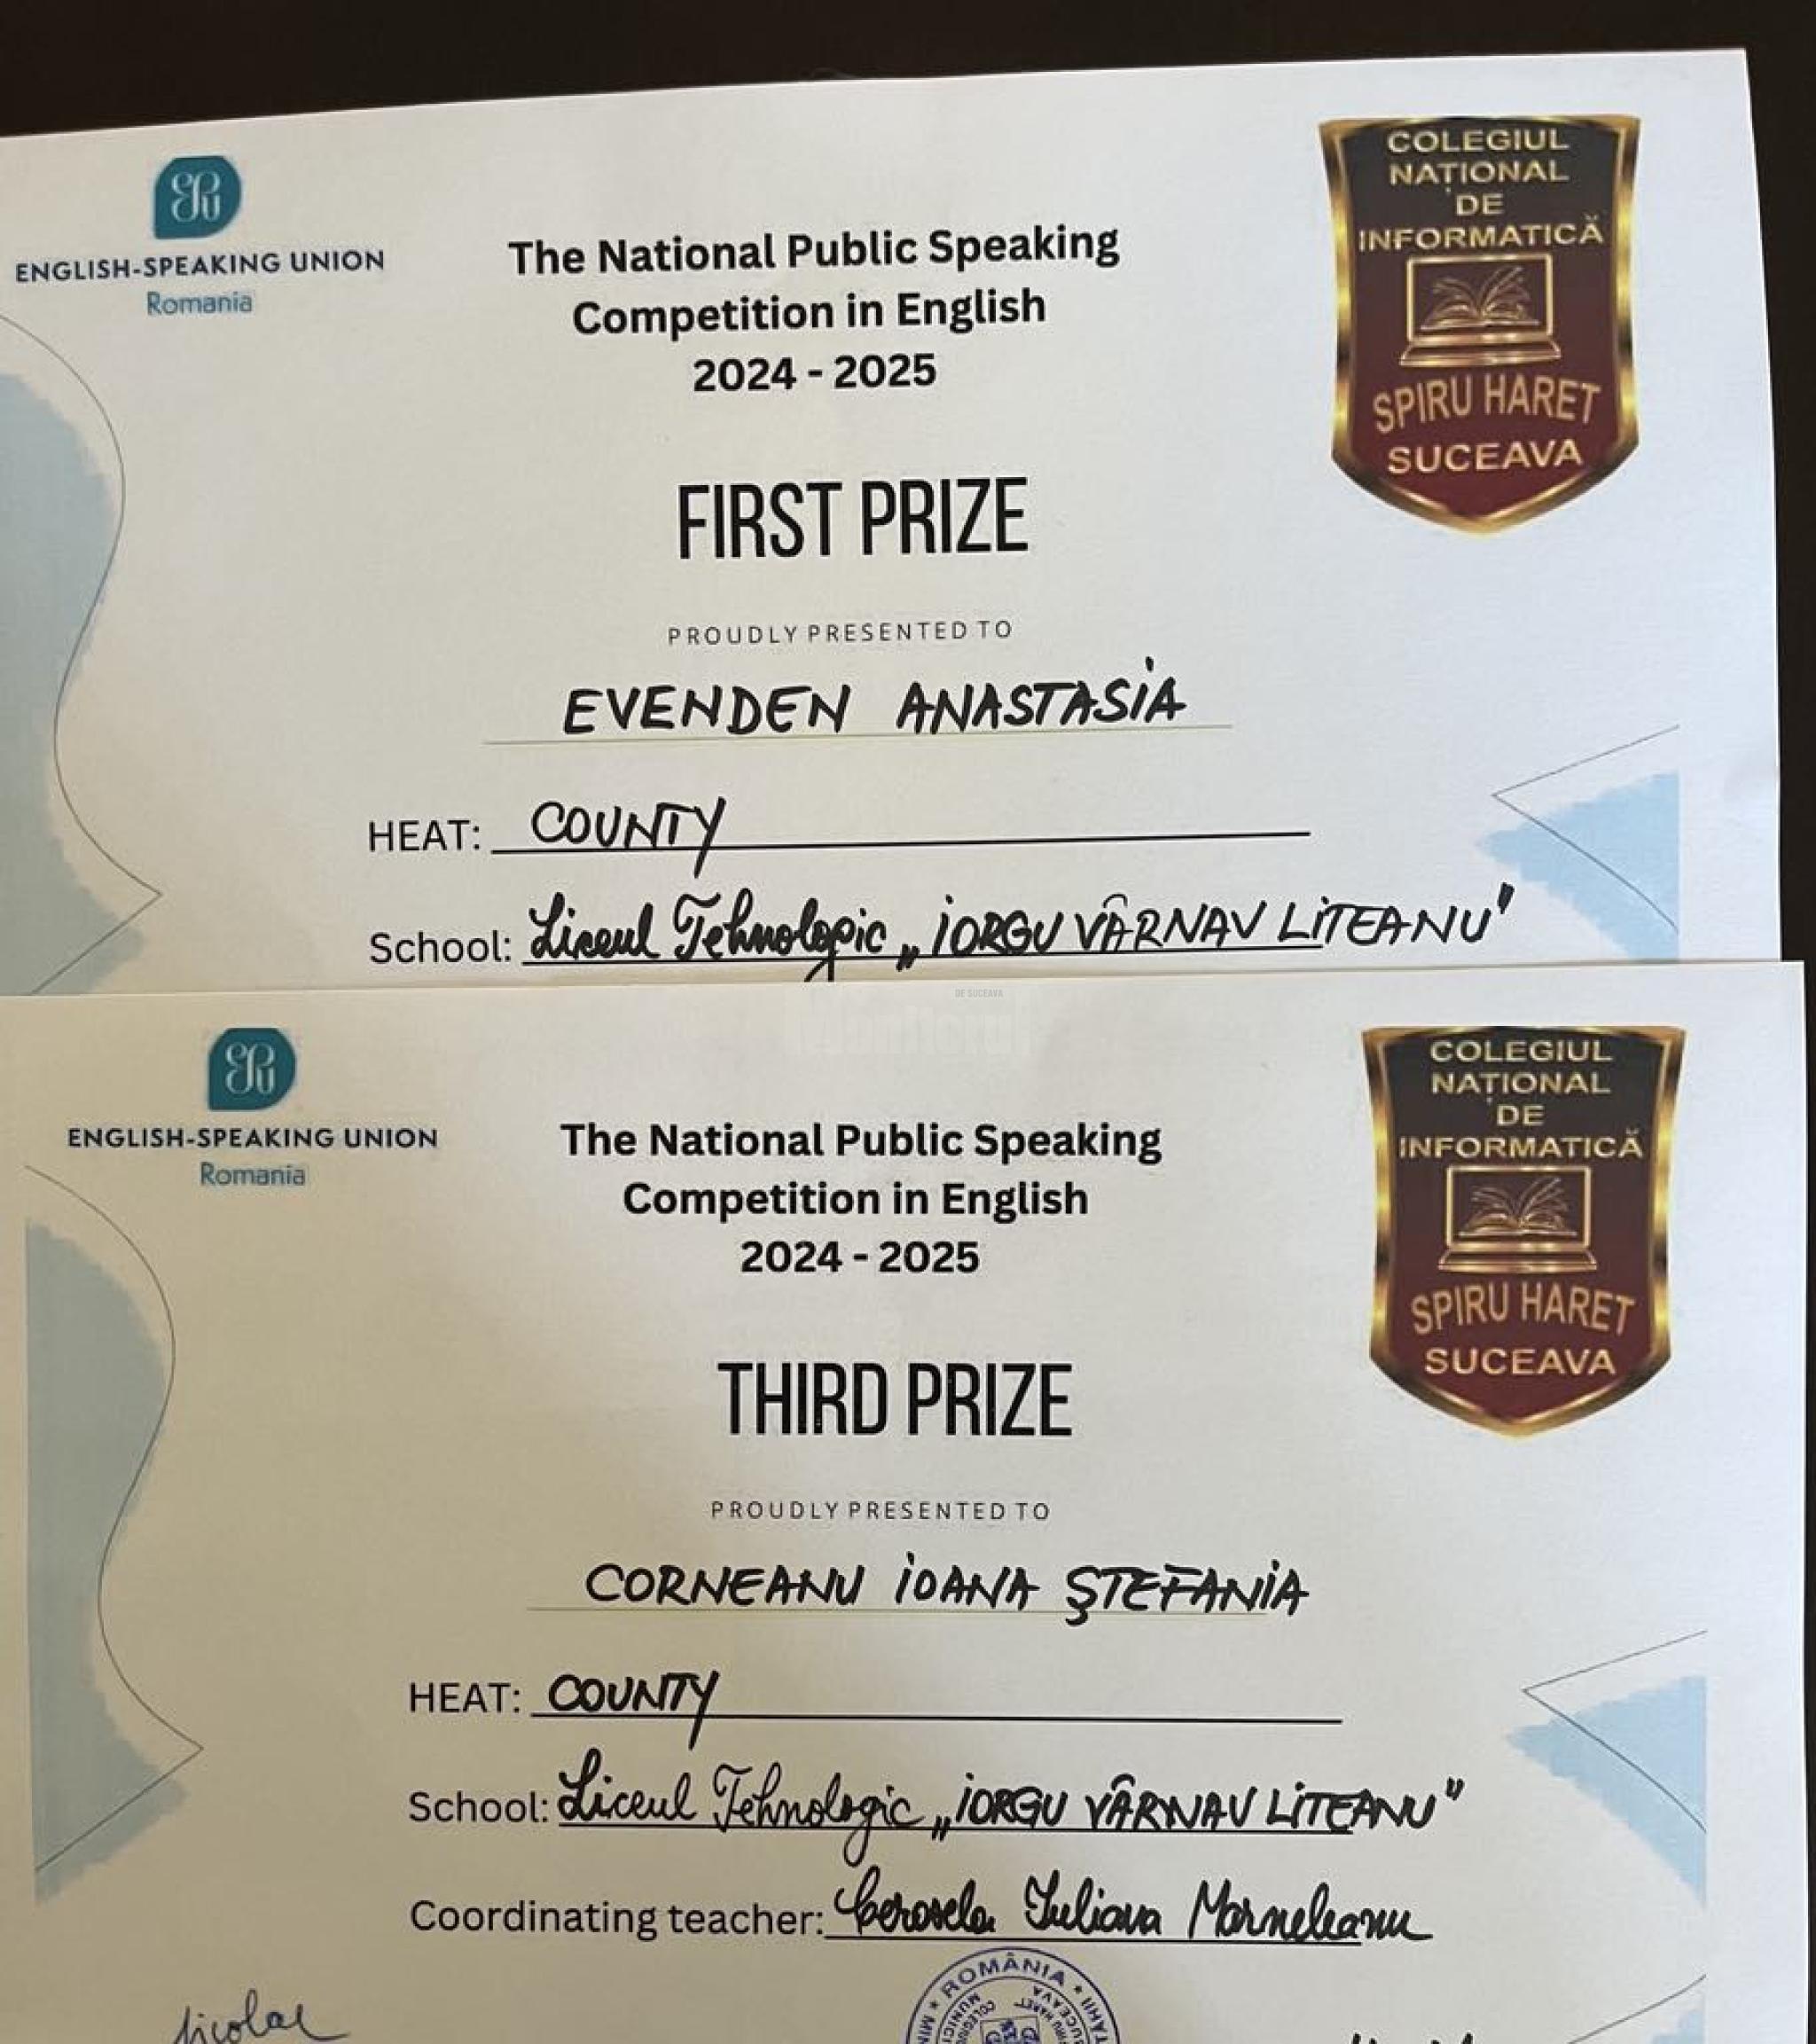 ENGLISH-SPEAKING UNION
Romania
The National Public Speaking
Competition in English
2024 - 2025
COLEGIUL
NAȚIONAL
DE
INFORMATICĂ
SPIRU HARET
SUCEAVA
FIRST PRIZE
PROUDLY PRESENTED TO
EVENDEN ANASTASIA
HEAT: COUNTY
School: Liceul Tehnologic „IORGU VÂRNAV LITEANU"
DE SUCEAVA
ENGLISH-SPEAKING UNION
Romania
The National Public Speaking
Competition in English
2024 - 2025
COLEGIUL
NAȚIONAL
DE
INFORMATICĂ
SPIRU HARET
SUCEAVA
THIRD PRIZE
PROUDLY PRESENTED TO
CORNEANU IOANA ŞTEFANIA
HEAT: COUNTY
School: Liceul Tehnologic „IORGU VÂRNAV LITEANU"
Coordinating teacher: Iuliana
ROMÂNIA